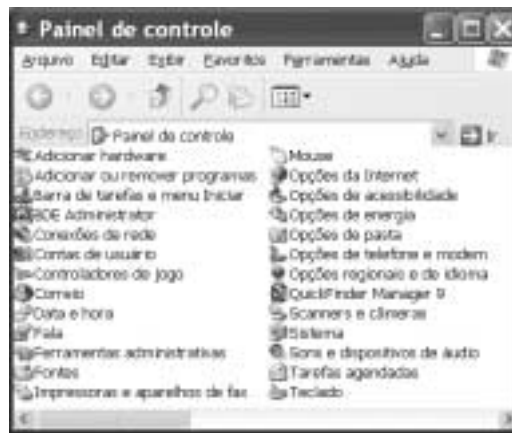 Painel de controle
Arquivo Editar Exibir Favoritos Ferramentas Ajuda
Endereço Painel de controle Ir
Adicionar hardware
Adicionar ou remover programas
Barra de tarefas e menu Iniciar
BDE Administrator
Conexões de rede
Contas de usuário
Controladores de jogo
Correio
Data e hora
Fala
Ferramentas administrativas
Fontes
Impressoras e aparelhos de fax
Mouse
Opções da Internet
Opções de acessibilidade
Opções de energia
Opções de pasta
Opções de telefone e modem
Opções regionais e de idioma
QuickFinder Manager 9
Scanners e câmeras
Sistema
Sons e dispositivos de áudio
Tarefas agendadas
Teclado